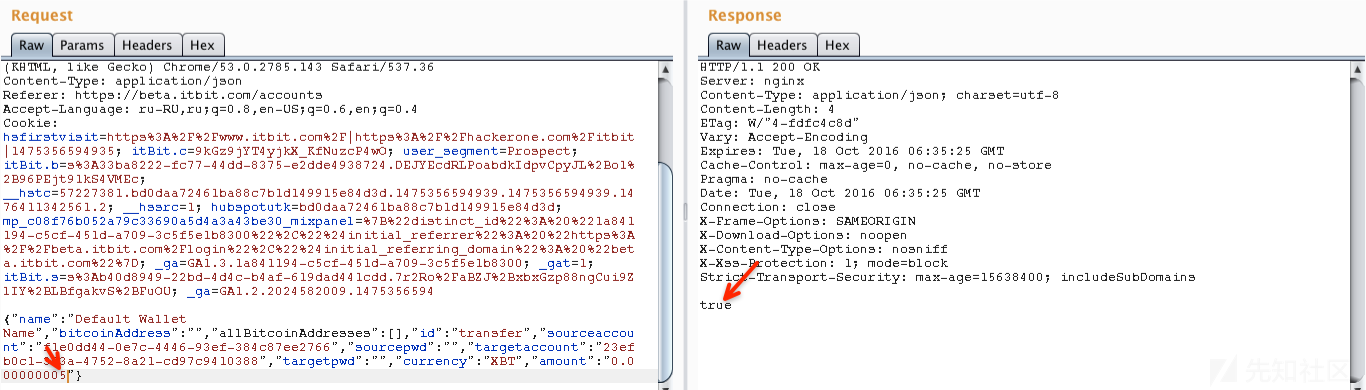 Request
Raw Params Headers Hex
(KHTML, like Gecko) Chrome/53.0.2785.143 Safari/537.36
Content-Type: application/json
Referer: https://beta.itbit.com/accounts
Accept-Language: ru-RU,ru;q=0.8,en-US;q=0.6,en;q=0.4
Cookie:
hsfirstvisit=https%3A%2F%2Fwww.itbit.com%2F|https%3A%2F%2Fhackerone.com%2Fitbit
|1475356594935; itBit.c=9kGz9jYT4yjkX_KfNuzcP4wO; user_segment=Prospect;
itBit.b=s%3A33ba8222-fc77-44dd-8375-e2dde4938724.DEJYEcdRLPoabdkIdpvCpyJL%2Bol%
2B96PEjt91kS4VMEc;
__hstc=57227381.bd0daa72461ba88c7b1d149915e84d3d.1475356594939.1475356594939.14
76411342561.2; __hssrc=1; hubspotutk=bd0daa72461ba88c7b1d149915e84d3d;
mp_c08f76b052a79c33690a5d4a3a43be30_mixpanel=%7B%22distinct_id%22%3A%20%221a841
194-c5cf-451d-a709-3c5f5e1b8300%22%2C%22%24initial_referrer%22%3A%20%22https%3A
%2F%2Fbeta.itbit.com%2Flogin%22%2C%22%24initial_referring_domain%22%3A%20%22bet
a.itbit.com%22%7D; _ga=GA1.3.1a841194-c5cf-451d-a709-3c5f5e1b8300; _gat=1;
itBit.s=s%3Ab40d8949-22bd-4d4c-b4af-619dad441cdd.7r2Ro%2FaBZJ%2BxbxGzp88ngCui9Z
lIY%2BLBfgakvS%2BFuOU; _ga=GA1.2.2024582009.1475356594
{"name":"Default Wallet
Name","bitcoinAddress":"","allBitcoinAddresses":[],"id":"transfer","sourceaccou
nt":"f1e0dd44-0e7c-4446-93ef-384c87ee2766","sourcepwd":"","targetaccount":"23ef
4752-8a21-cd97c9410388","targetpwd":"","currency":"XBT","amount":"0.0
00000005"}
Response
Raw Headers Hex
HTTP/1.1 200 OK
Server: nginx
Content-Type: application/json; charset=utf-8
Content-Length: 4
ETag: W/"4-fdfc4c8d"
Vary: Accept-Encoding
Expires: Tue, 18 Oct 2016 06:35:25 GMT
Cache-Control: max-age=0, no-cache, no-store
Pragma: no-cache
Date: Tue, 18 Oct 2016 06:35:25 GMT
Connection: close
X-Frame-Options: SAMEORIGIN
X-Download-Options: noopen
X-Content-Type-Options: nosniff
X-Xss-Protection: 1; mode=block
Strict-Transport-Security: max-age=15638400; includeSubDomains
true
先知社区